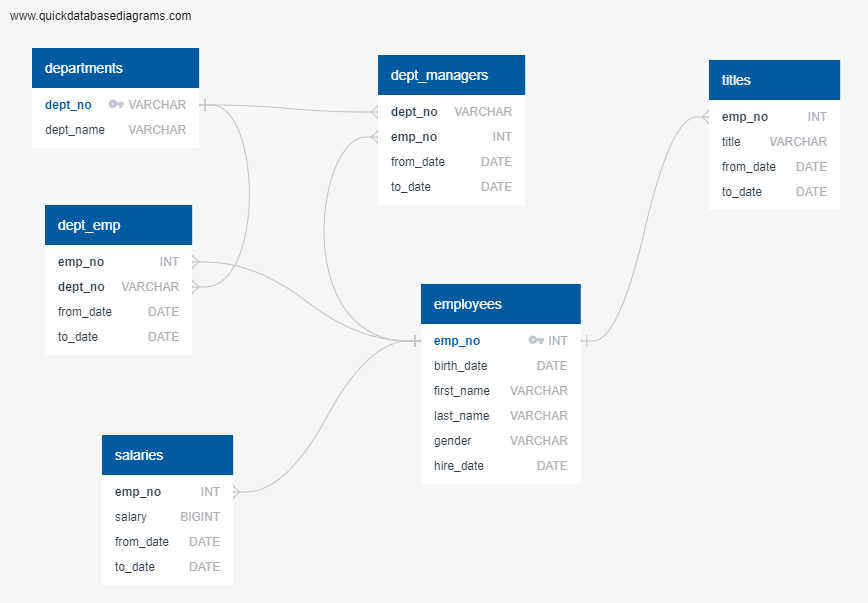 www.quickdatabasediagrams.com
departments
dept_no VARCHAR
dept_name VARCHAR
dept_managers
dept_no VARCHAR
emp_no INT
from_date DATE
to_date DATE
titles
emp_no INT
title VARCHAR
from_date DATE
to_date DATE
dept_emp
emp_no INT
dept_no VARCHAR
from_date DATE
to_date DATE
employees
emp_no INT
birth_date DATE
first_name VARCHAR
last_name VARCHAR
gender VARCHAR
hire_date DATE
salaries
emp_no INT
salary BIGINT
from_date DATE
to_date DATE